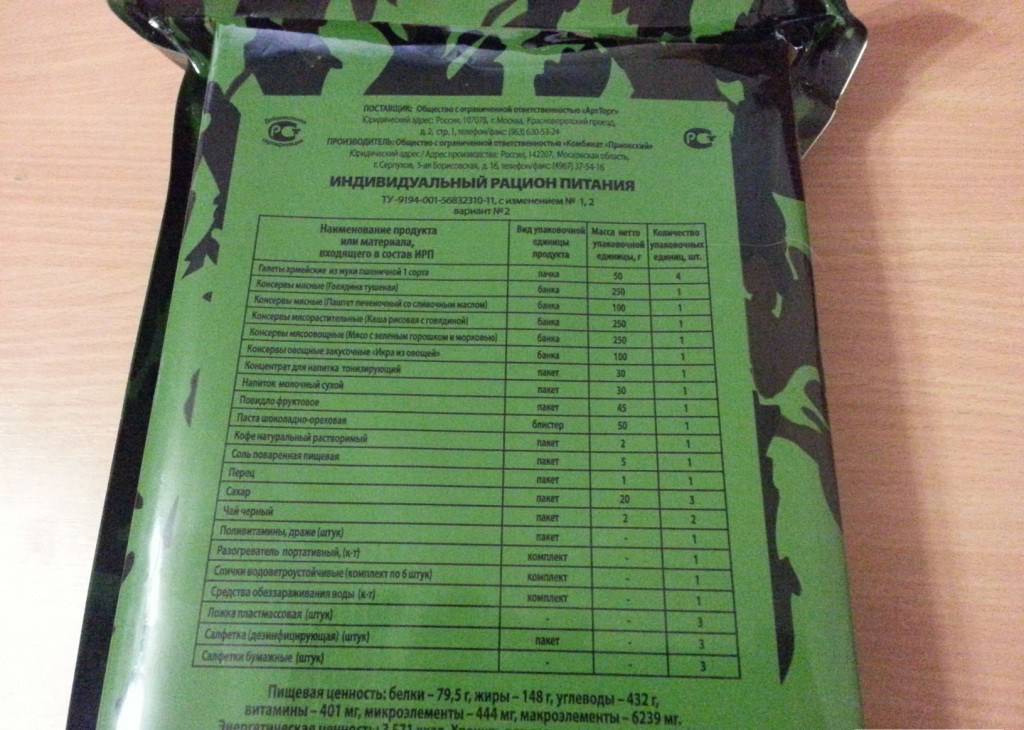 ПОСТАВЩИК: Общество с ограниченной ответственностью «АртТорг»
Юридический адрес: Россия, 107078, г. Москва, Красноворотский проезд,
д. 2, стр. 1, телефон/факс: (963) 630-53-24
ПРОИЗВОДИТЕЛЬ: Общество с ограниченной ответственностью «Комбинат «Приокский»
Юридический адрес / Адрес производства: Россия, 142207, Московская область,
г. Серпухов, 5-ая Борисовская, д. 16, телефон/факс: (4967) 37-54-16
РСТ
РСТ
ИНДИВИДУАЛЬНЫЙ РАЦИОН ПИТАНИЯ
ТУ-9194-001-56832310-11, с изменением № 1, 2
вариант №2
Наименование продукта или материала, входящего в состав ИРП Вид упаковочной единицы продукта Масса нетто упаковочной единицы, г Количество упаковочных единиц, шт.
Галеты армейские из муки пшеничной 1 сорта пачка 50 4
Консервы мясные (Говядина тушеная) банка 250 1
Консервы мясные (Паштет печеночный со сливочным маслом) банка 100 1
Консервы мясорастительные (Каша рисовая с говядиной) банка 250 1
Консервы мясоовощные (Мясо с зеленым горошком и морковью) банка 250 1
Консервы овощные закусочные «Икра из овощей» банка 100 1
Концентрат для напитка тонизирующий пакет 30 1
Напиток молочный сухой пакет 30 1
Повидло фруктовое пакет 45 1
Паста шоколадно-ореховая блистер 50 1
Кофе натуральный растворимый пакет 2 1
Соль поваренная пищевая пакет 5 1
Перец пакет 1 1
Сахар пакет 20 3
Чай черный пакет 2 2
Поливитамины, драже (штук) пакет - 1
Разогреватель портативный, (к-т) комплект - 1
Спички водоветроустойчивые (комплект по 6 штук) комплект - 1
Средства обеззараживания воды (к-т) комплект - 1
Ложка пластмассовая (штук) - - 3
Салфетка (дезинфицирующая) (штук) пакет - 3
Салфетки бумажные (штук) - - 3
Пищевая ценность: белки – 79,5 г, жиры – 148 г, углеводы – 432 г,
витамины – 401 мг, микроэлементы – 444 мг, макроэлементы – 6239 мг.
Энергетическая ценность: 3 571 ккал.